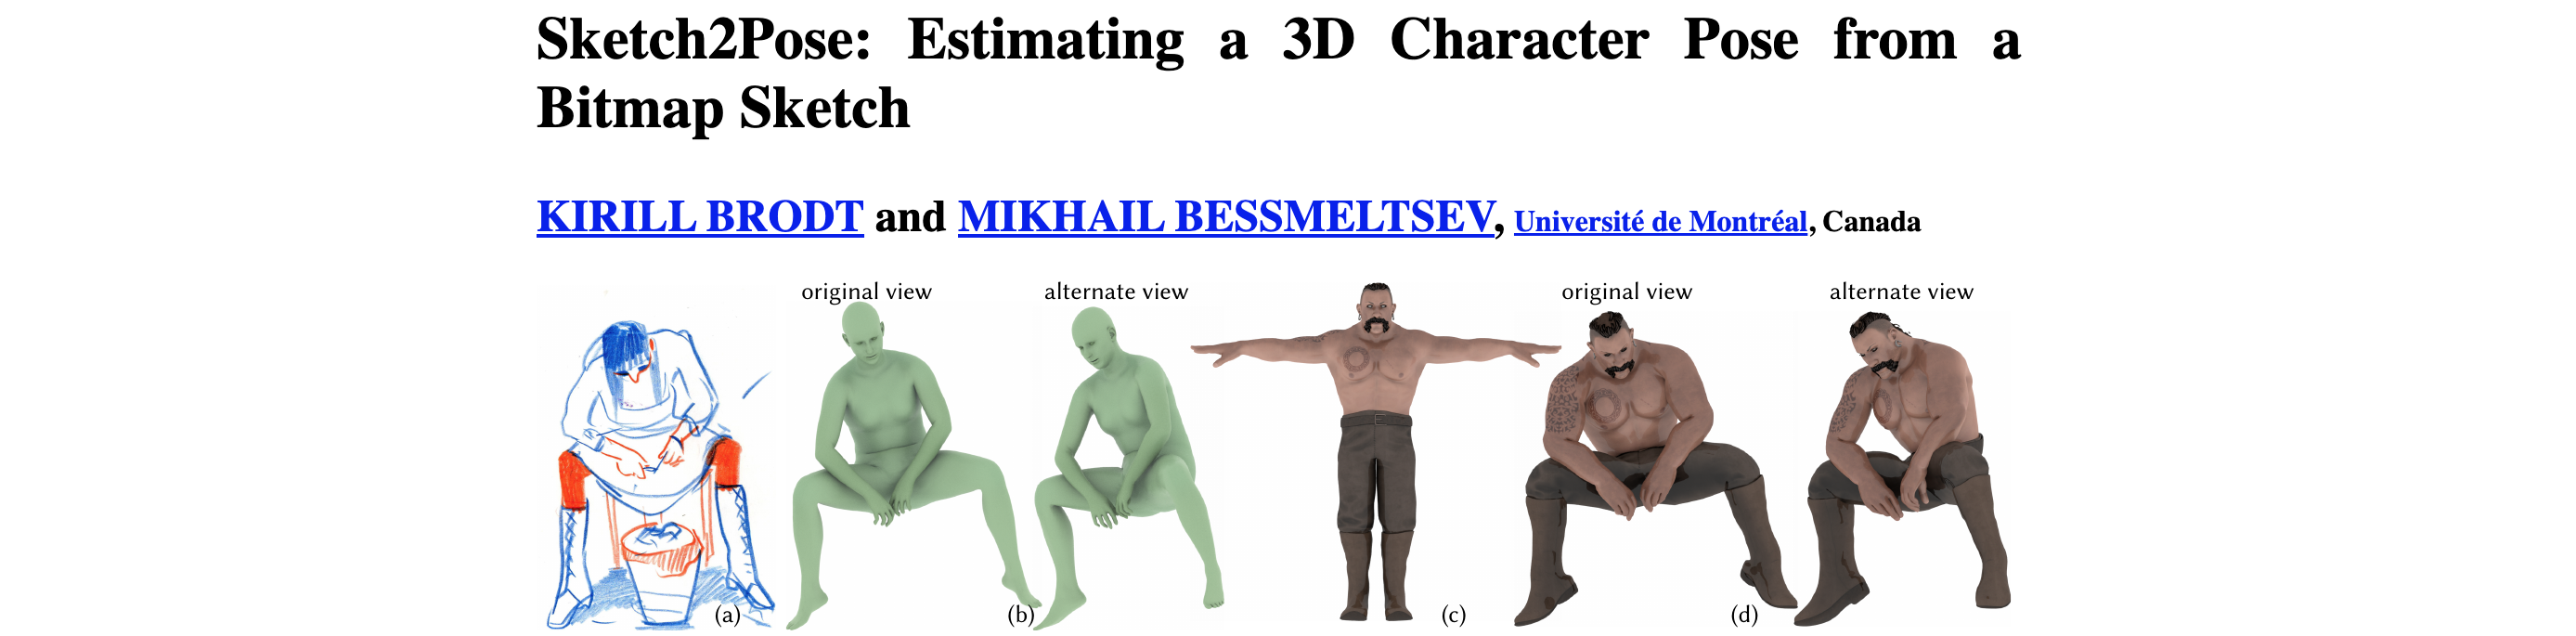 Sketch2Pose: Estimating a 3D Character Pose from a
Bitmap Sketch
KIRILL BRODT and MIKHAIL BESSMELTSEV, Université de Montréal, Canada
original view alternate view original view alternate view
(a) (b) (c) (d)